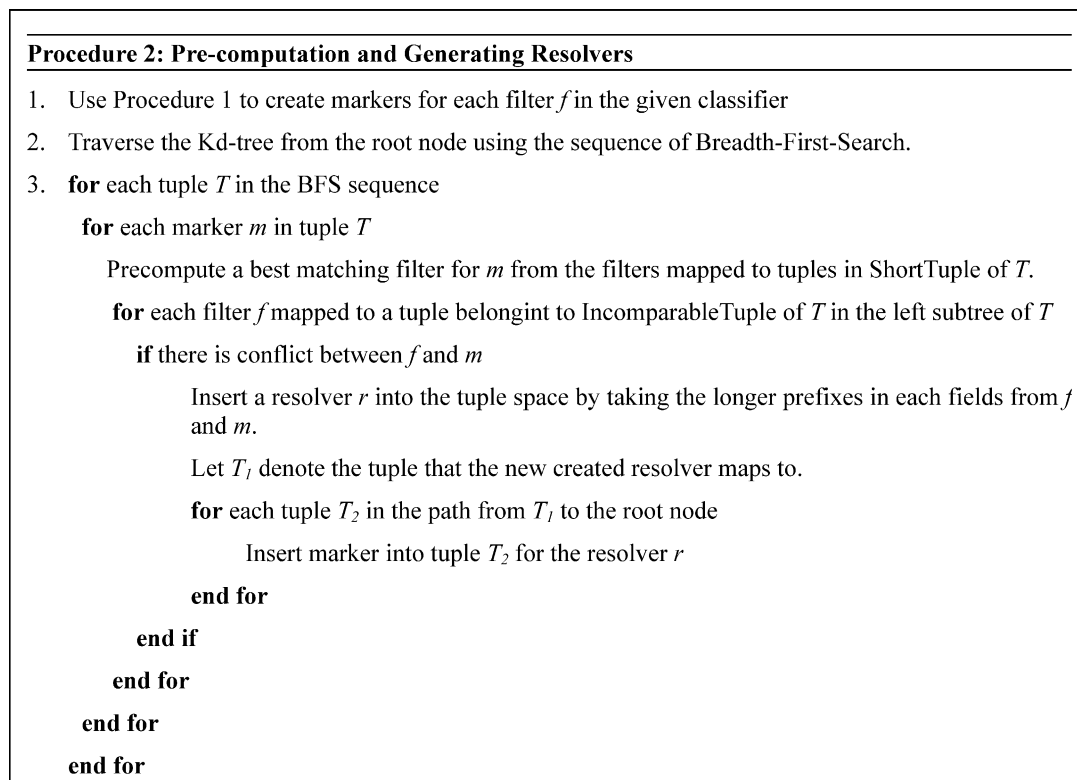 Procedure 2: Pre-computation and Generating Resolvers
1. Use Procedure 1 to create markers for each filter f in the given classifier
2. Traverse the Kd-tree from the root node using the sequence of Breadth-First-Search.
3. for each tuple T in the BFS sequence
for each marker m in tuple T
Precompute a best matching filter for m from the filters mapped to tuples in ShortTuple of T.
for each filter f mapped to a tuple belongint to IncomparableTuple of T in the left subtree of T
if there is conflict between f and m
Insert a resolver r into the tuple space by taking the longer prefixes in each fields from f
and m.
Let T1 denote the tuple that the new created resolver maps to.
for each tuple T2 in the path from T1 to the root node
Insert marker into tuple T2 for the resolver r
end for
end if
end for
end for
end for